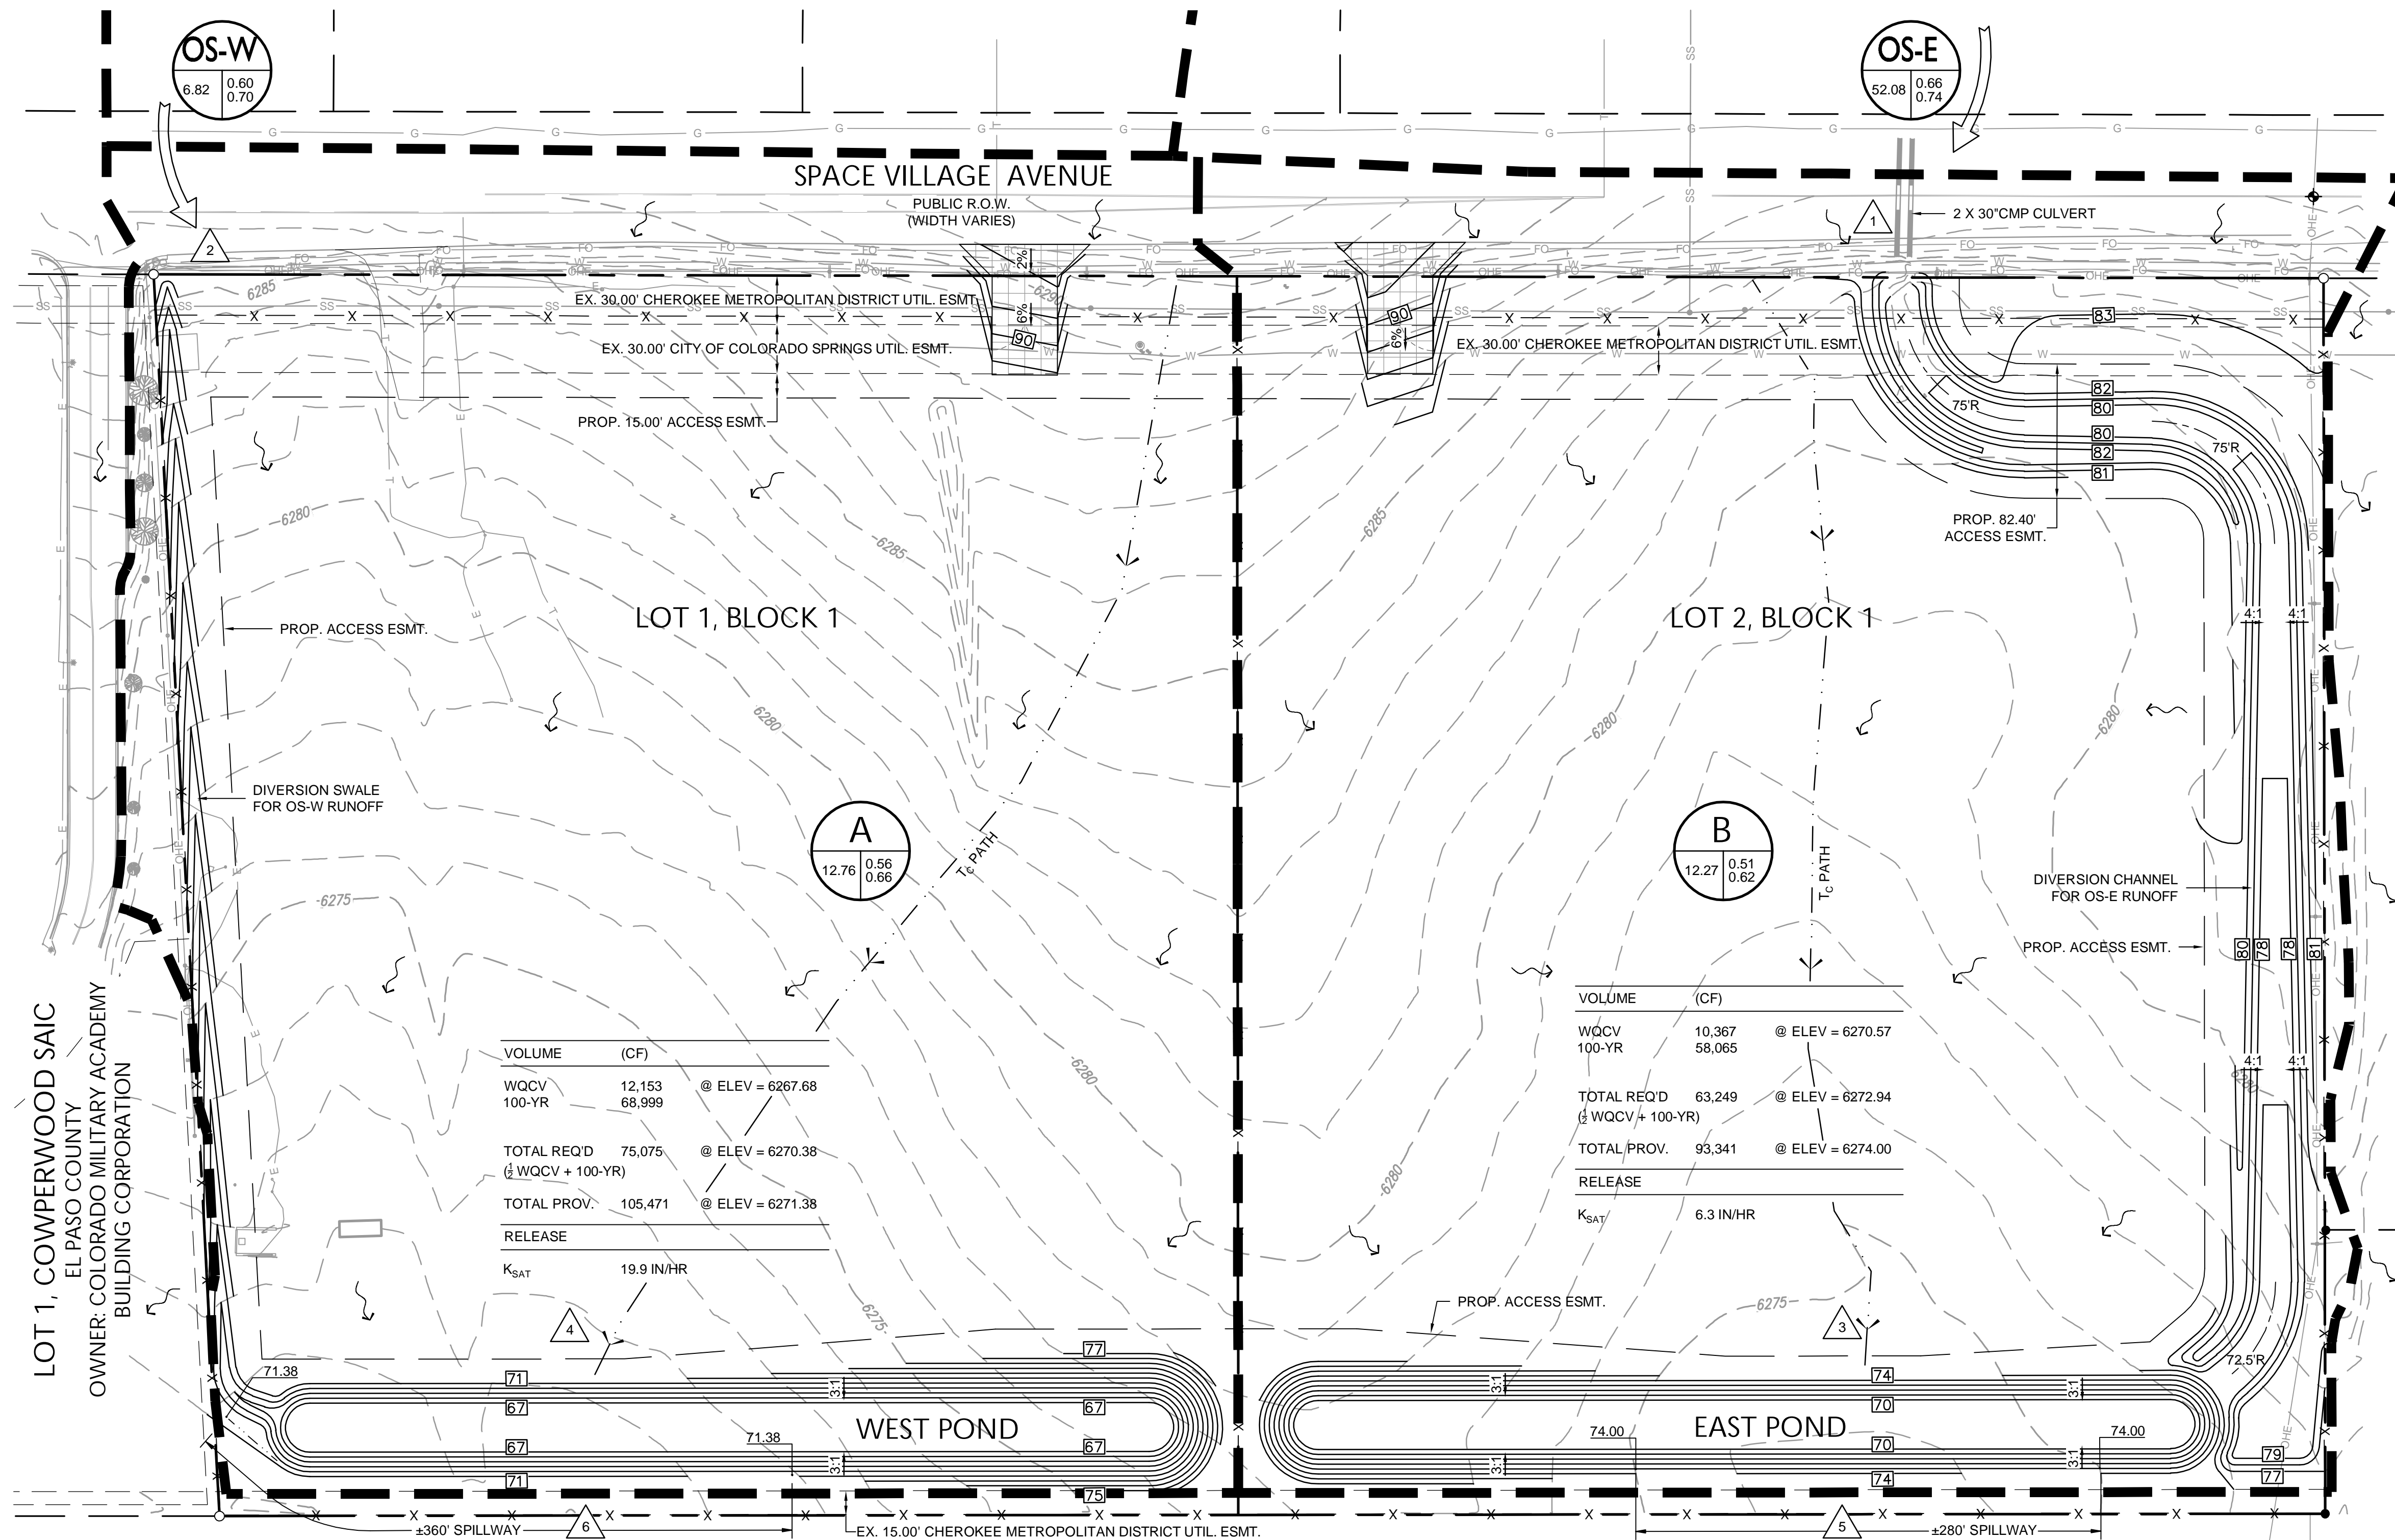 OS-W
6.82
0.60
0.70
OS-E
52.08
0.66
0.74
SPACE VILLAGE AVENUE
PUBLIC R.O.W.
(WIDTH VARIES)
1
2 X 30"CMP CULVERT
2
6285
EX. 30.00' CHEROKEE METROPOLITAN DISTRICT UTIL. ESMT.
2%
6%
90
-6290
90
6%
83
EX. 30.00' CITY OF COLORADO SPRINGS UTIL. ESMT.
EX. 30.00' CHEROKEE METROPOLITAN DISTRICT UTIL. ESMT.
PROP. 15.00' ACCESS ESMT.
75'R
82
80
80
82
81
75'R
-6280
-6285
-6285
PROP. 82.40'
ACCESS ESMT.
LOT 1, BLOCK 1
LOT 2, BLOCK 1
4:1
4:1
PROP. ACCESS ESMT.
6280
-6280
-6280
DIVERSION SWALE
FOR OS-W RUNOFF
A
12.76
0.56
0.66
TC PATH
B
12.27
0.51
0.62
TC PATH
-6275
DIVERSION CHANNEL
FOR OS-E RUNOFF
PROP. ACCESS ESMT.
80
78
78
81
LOT 1, COWPERWOOD SAIC
EL PASO COUNTY
OWNER: COLORADO MILITARY ACADEMY
BUILDING CORPORATION
VOLUME (CF)
WQCV 12,153 @ ELEV = 6267.68
100-YR 68,999
TOTAL REQ'D 75,075 @ ELEV = 6270.38
(½ WQCV + 100-YR)
TOTAL PROV. 105,471 @ ELEV = 6271.38
RELEASE
KSAT 19.9 IN/HR
-6280
VOLUME (CF)
WQCV 10,367 @ ELEV = 6270.57
100-YR 58,065
TOTAL REQ'D 63,249 @ ELEV = 6272.94
(½ WQCV + 100-YR)
TOTAL PROV. 93,341 @ ELEV = 6274.00
RELEASE
KSAT 6.3 IN/HR
-6280
4:1
4:1
6280
PROP. ACCESS ESMT.
-6275
6275
4
3
77
71.38
71
3:1
67
67
WEST POND
67
71.38
67
71
3:1
75
74
3:1
3:1
70
EAST POND
74.00
70
74.00
3:1
74
3:1
72.5'R
79
77
±360' SPILLWAY
6
EX. 15.00' CHEROKEE METROPOLITAN DISTRICT UTIL. ESMT.
5
±280' SPILLWAY